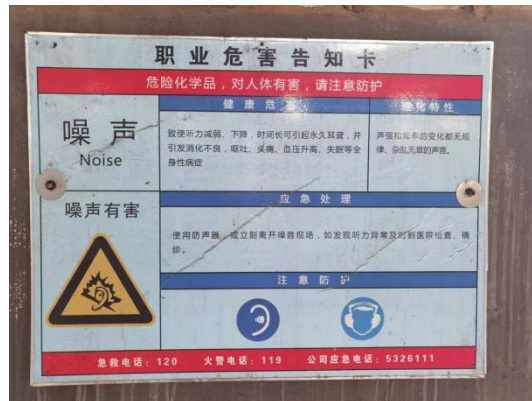 职业危害告知卡
危险化学品，对人体有害，请注意防护
噪声
Noise
健康危害
理化特性
致使听力减弱、下降，时间长可引起永久耳聋，并
引发消化不良，呕吐、头痛、血压升高、失眠等全
身性病症
声强和频率的变化都无规
律、杂乱无章的声音。
噪声有害
应急处理
使用防声器，或立刻离开噪音现场，如发现听力异常及时到医院检查、确
诊。
注意防护
急救电话：120 火警电话：119 公司应急电话：5326111